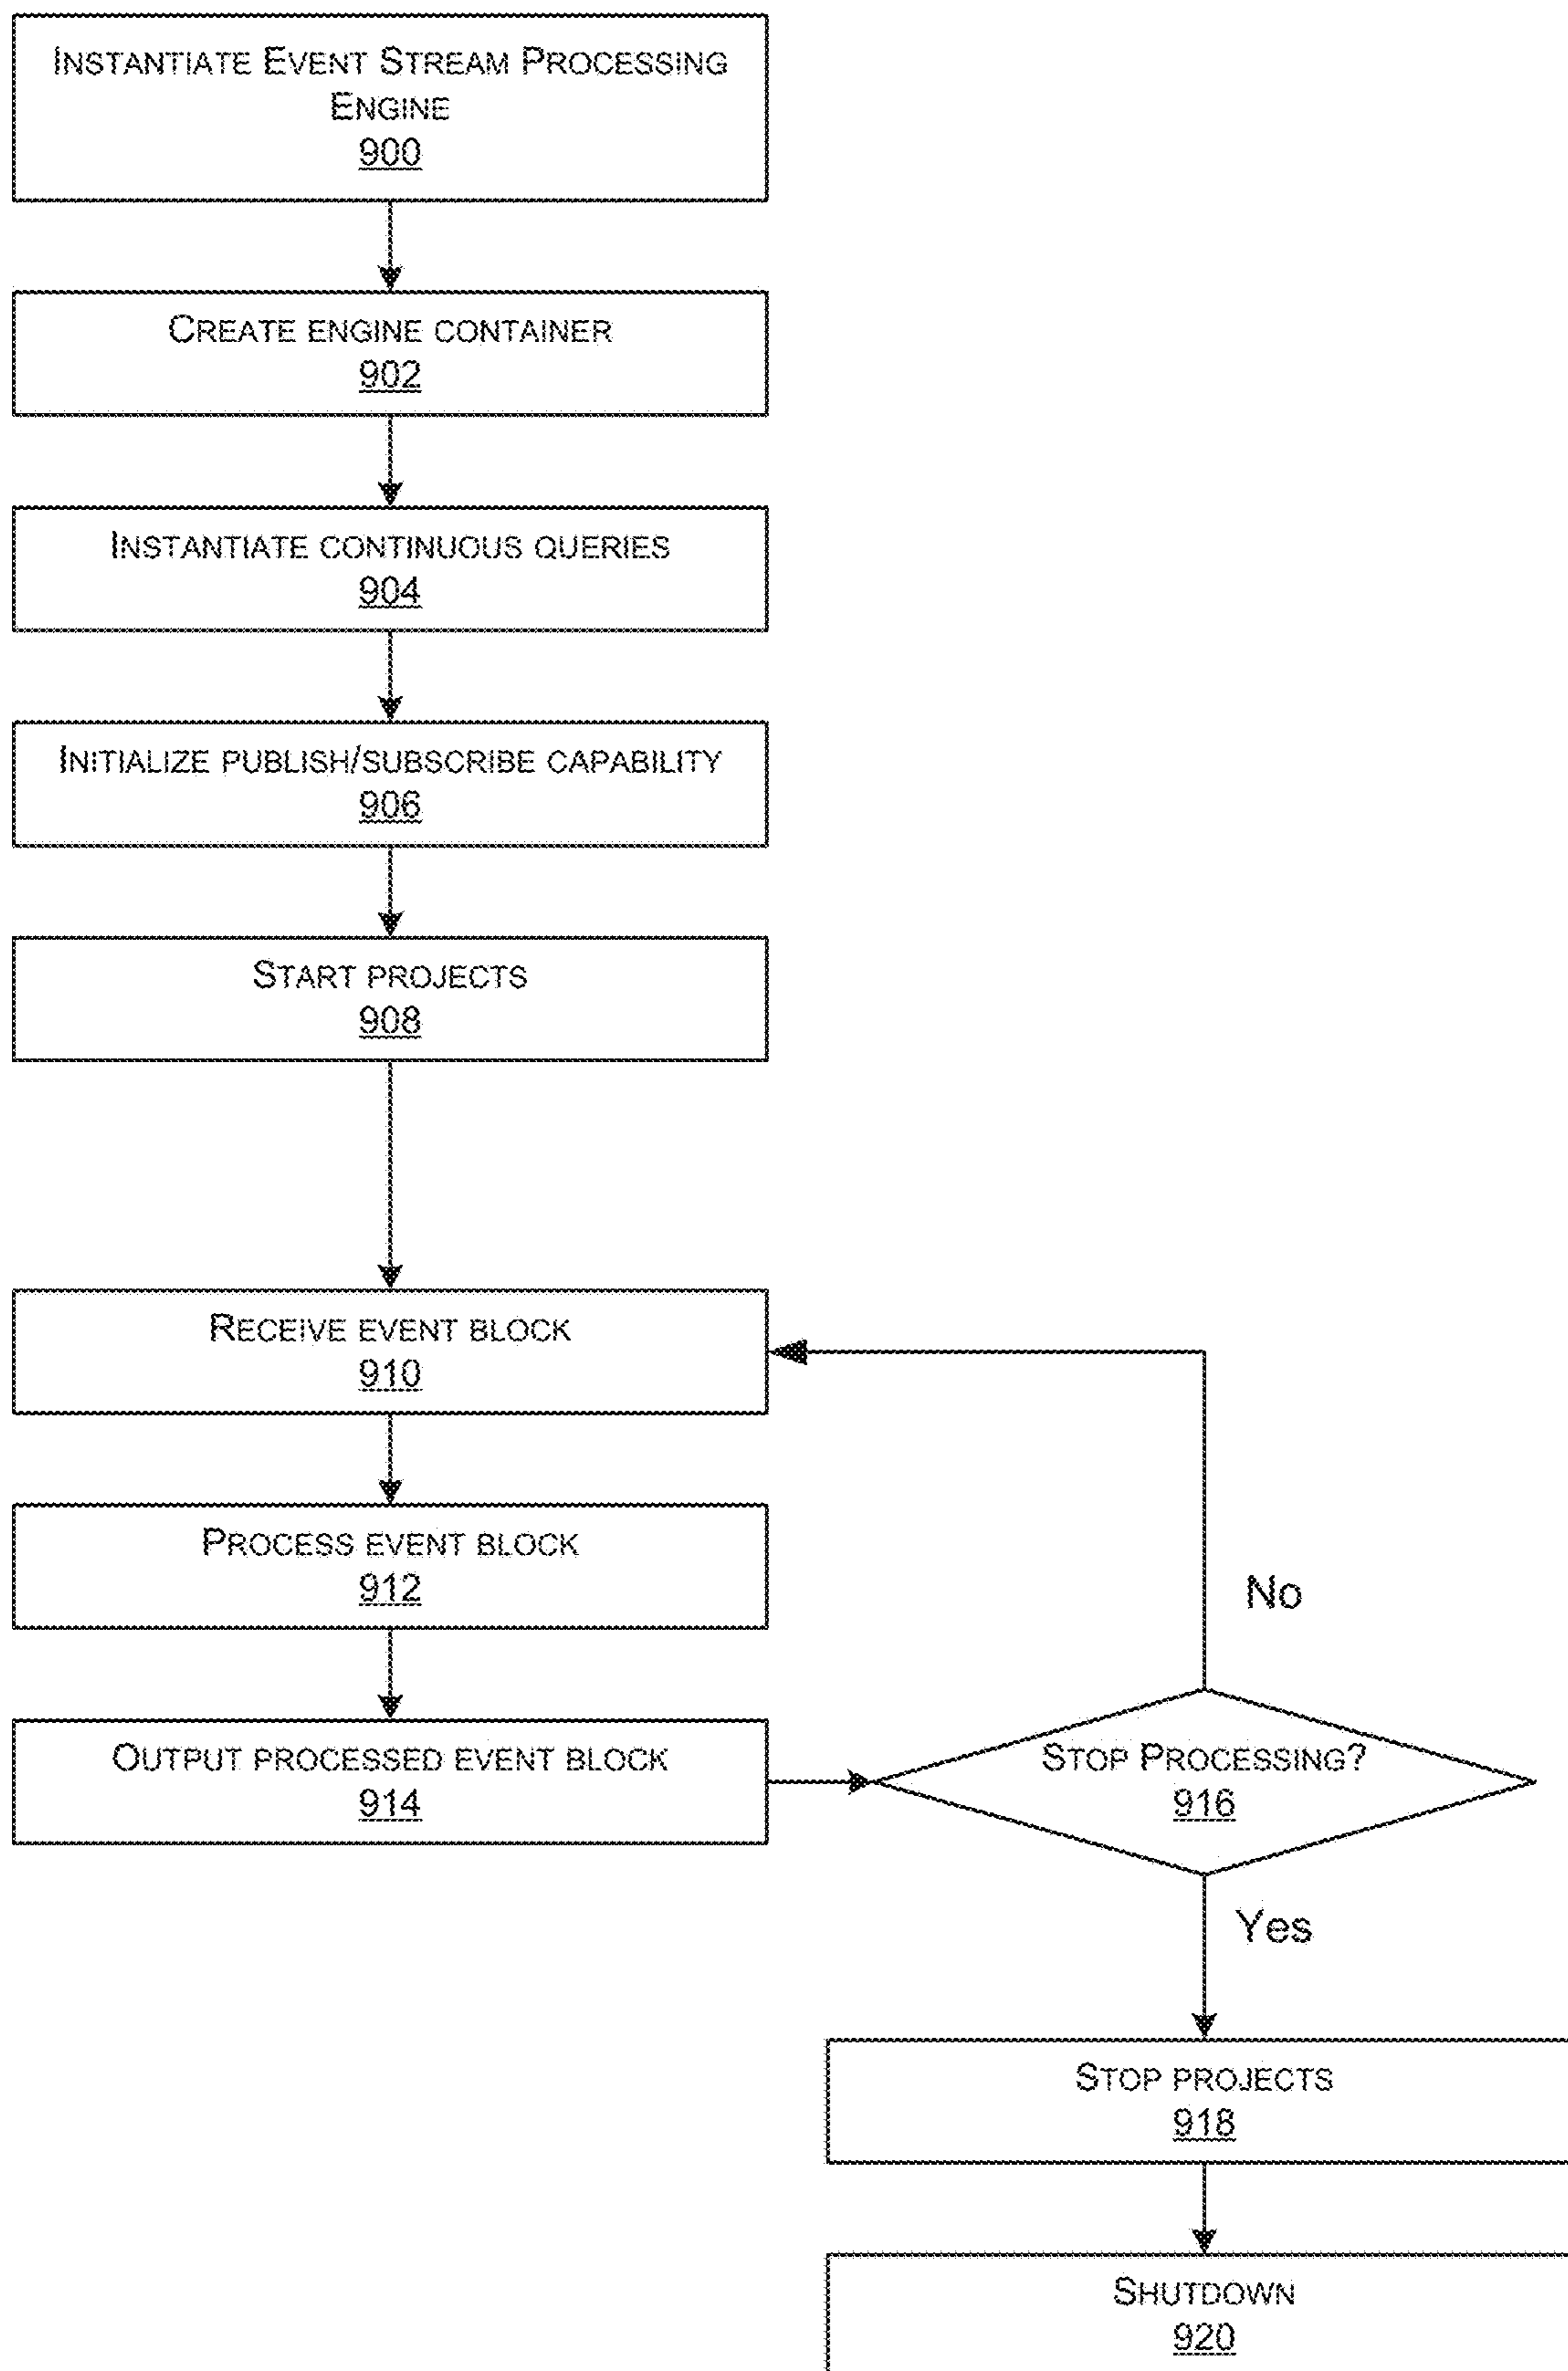 INSTANTIATE EVENT STREAM PROCESSING
ENGINE
900
CREATE ENGINE CONTAINER
902
INSTANTIATE CONTINUOUS QUERIES
904
INITIALIZE PUBLISH/SUBSCRIBE CAPABILITY
906
START PROJECTS
908
RECEIVE EVENT BLOCK
910
PROCESS EVENT BLOCK
912
No
OUTPUT PROCESSED EVENT BLOCK
914
STOP PROCESSING?
916
Yes
STOP PROJECTS
918
SHUTDOWN
920